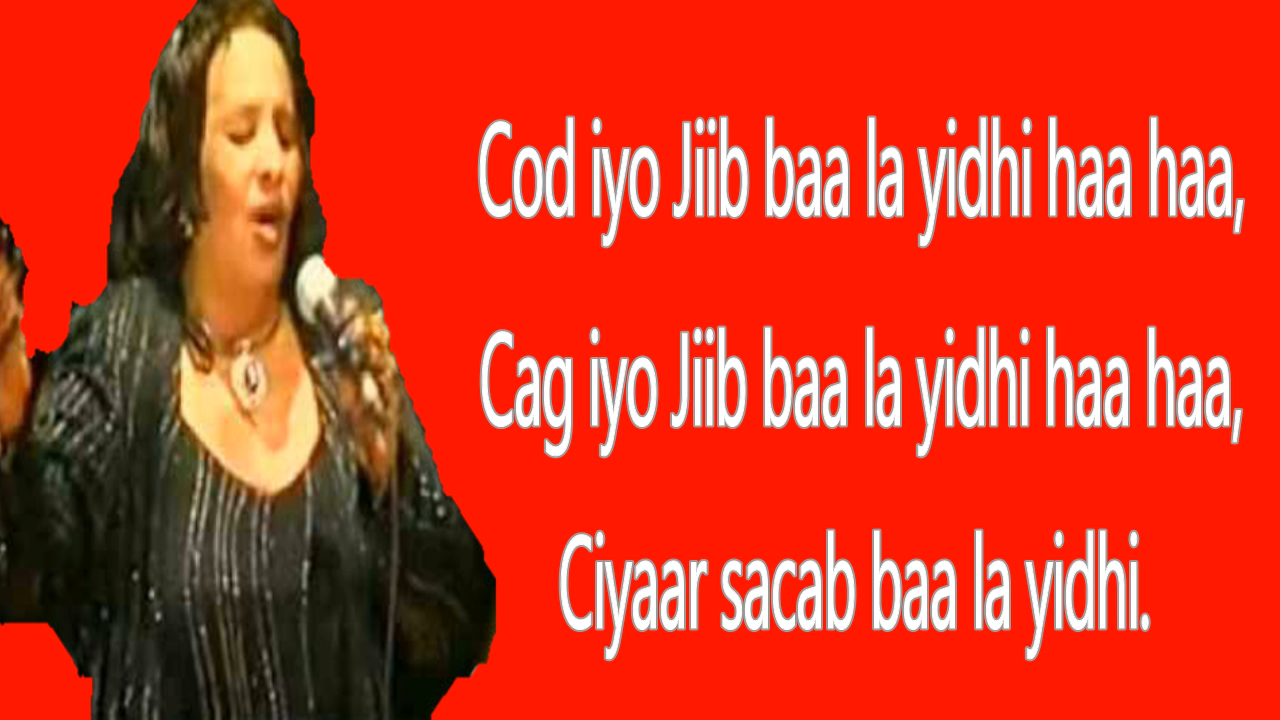 Cod iyo Jiib baa la yidhi haa haa,
Cag iyo Jiib baa la yidhi haa haa,
Ciyaar sacab baa la yidhi.